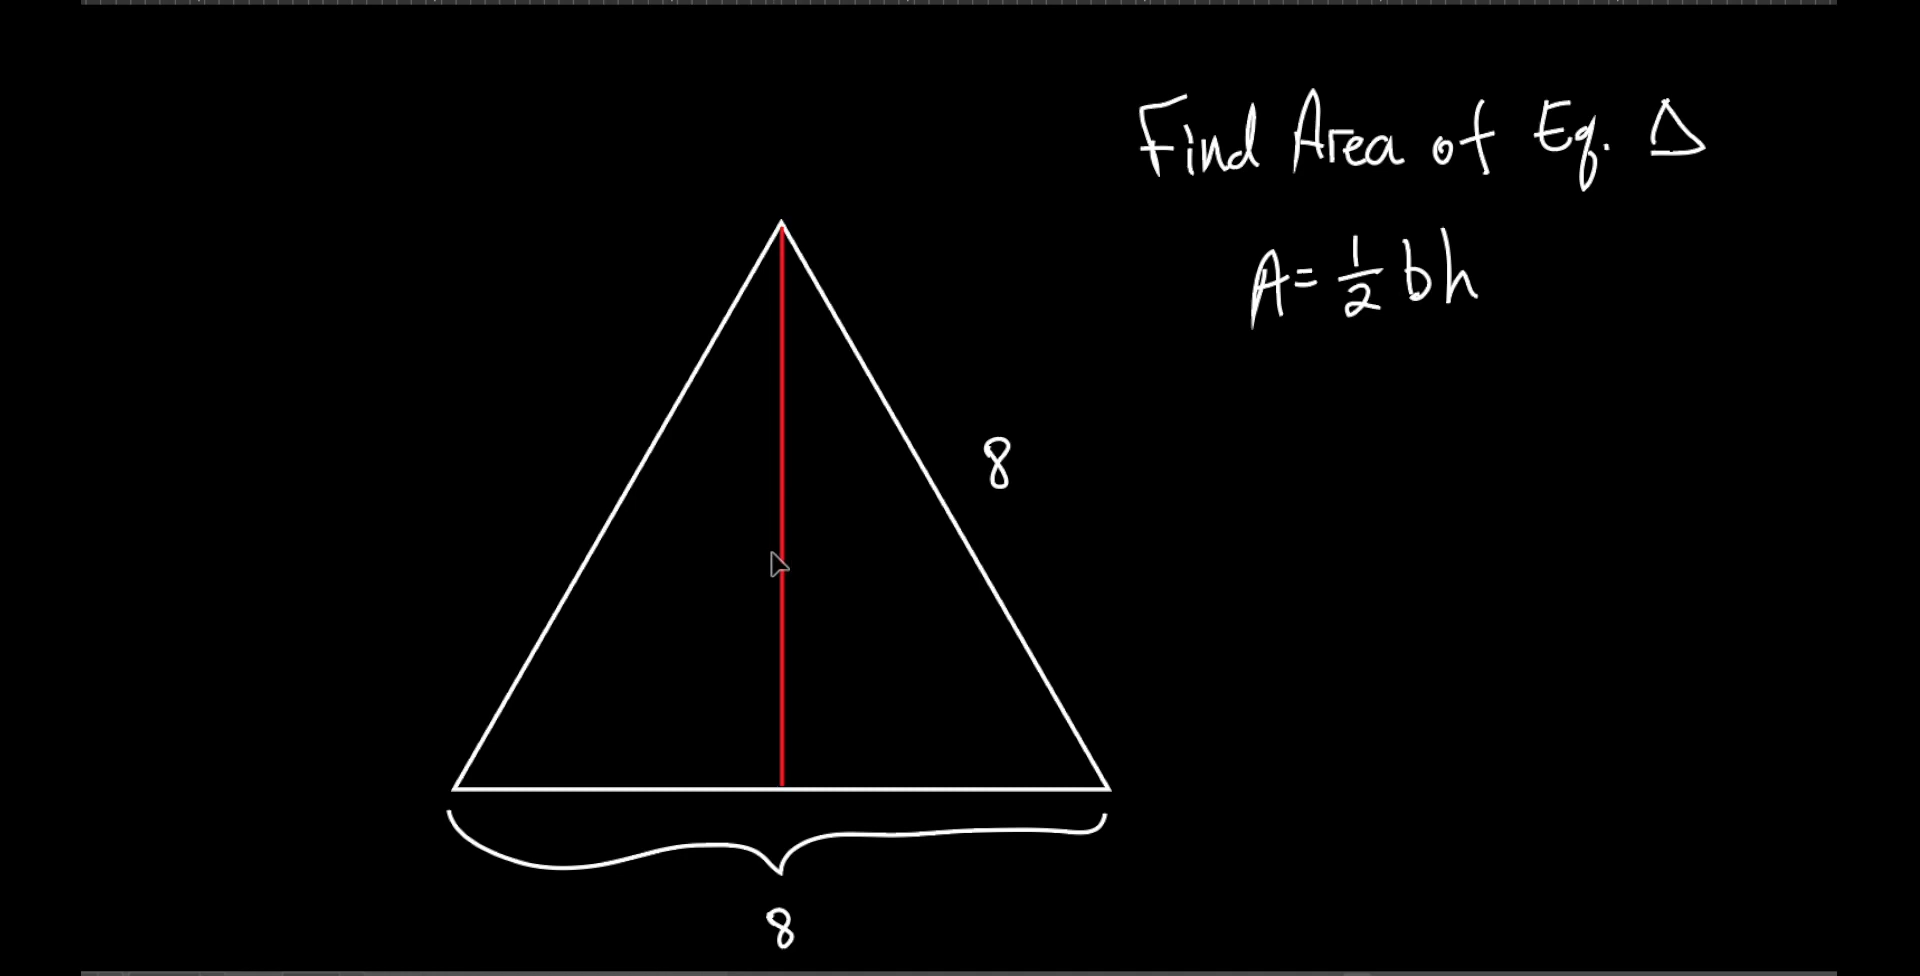 Find Area of Eq. Δ
A = 1/2 bh
8
8